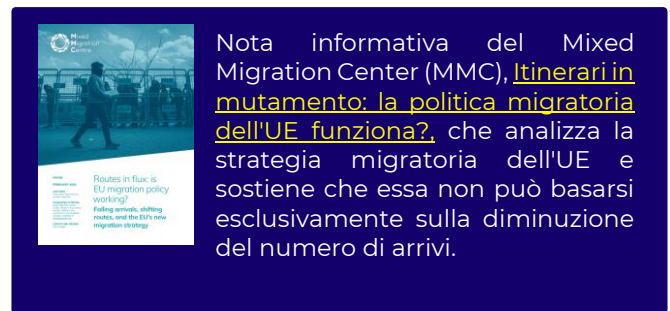 Mixed
Migration
Centre
Routes in flux: is
EU migration policy
working?
Falling arrivals, shifting
routes, and the EU's new
migration strategy
Nota informativa del Mixed
Migration Center (MMC), Itinerari in
mutamento: la politica migratoria
dell'UE funziona?, che analizza la
strategia migratoria dell'UE e
sostiene che essa non può basarsi
esclusivamente sulla diminuzione
del numero di arrivi.